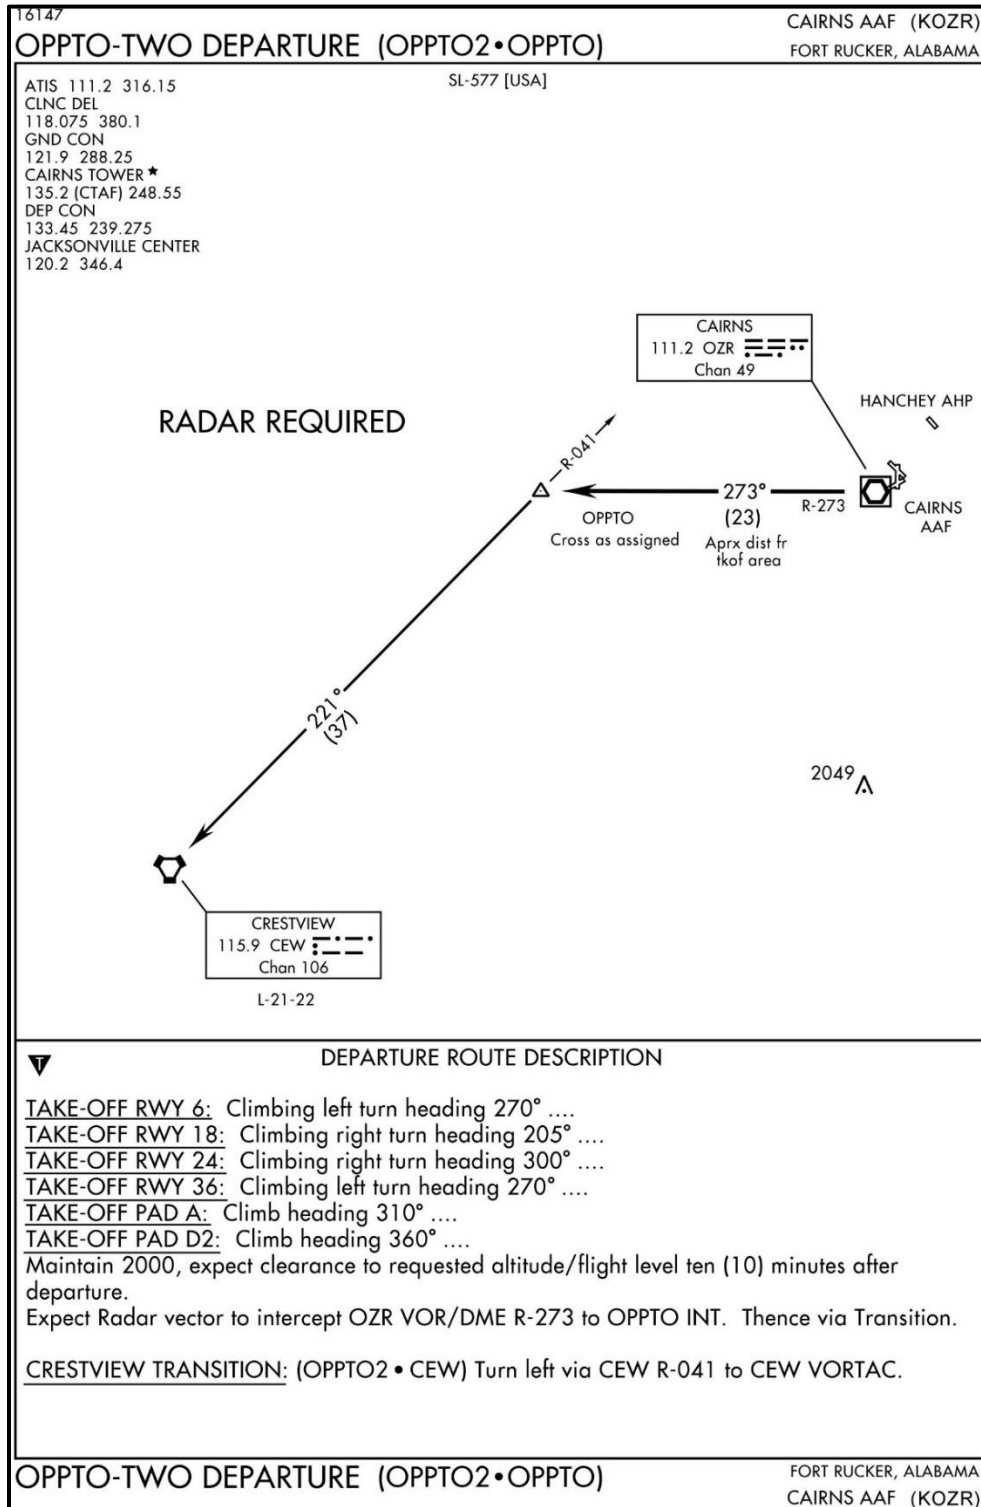 16147
OPPTO-TWO DEPARTURE (OPPTO2•OPPTO)
CAIRNS AAF (KOZR)
FORT RUCKER, ALABAMA
SL-577 [USA]
ATIS 111.2 316.15
CLNC DEL
118.075 380.1
GND CON
121.9 288.25
CAIRNS TOWER★
135.2 (CTAF) 248.55
DEP CON
133.45 239.275
JACKSONVILLE CENTER
120.2 346.4
CAIRNS
111.2 OZR
Chan 49
HANCHEY AHP
RADAR REQUIRED
R-041
273°
(23)
Aprx dist fr
tkof area
R-273
OPPTO
Cross as assigned
CAIRNS
AAF
221°
(37)
2049
CRESTVIEW
115.9 CEW
Chan 106
L-21-22
T
DEPARTURE ROUTE DESCRIPTION
TAKE-OFF RWY 6: Climbing left turn heading 270° ....
TAKE-OFF RWY 18: Climbing right turn heading 205° ....
TAKE-OFF RWY 24: Climbing right turn heading 300° ....
TAKE-OFF RWY 36: Climbing left turn heading 270° ....
TAKE-OFF PAD A: Climb heading 310° ....
TAKE-OFF PAD D2: Climb heading 360° ....
Maintain 2000, expect clearance to requested altitude/flight level ten (10) minutes after
departure.
Expect Radar vector to intercept OZR VOR/DME R-273 to OPPTO INT. Thence via Transition.
CRESTVIEW TRANSITION: (OPPTO2 • CEW) Turn left via CEW R-041 to CEW VORTAC.
OPPTO-TWO DEPARTURE (OPPTO2•OPPTO)
FORT RUCKER, ALABAMA
CAIRNS AAF (KOZR)